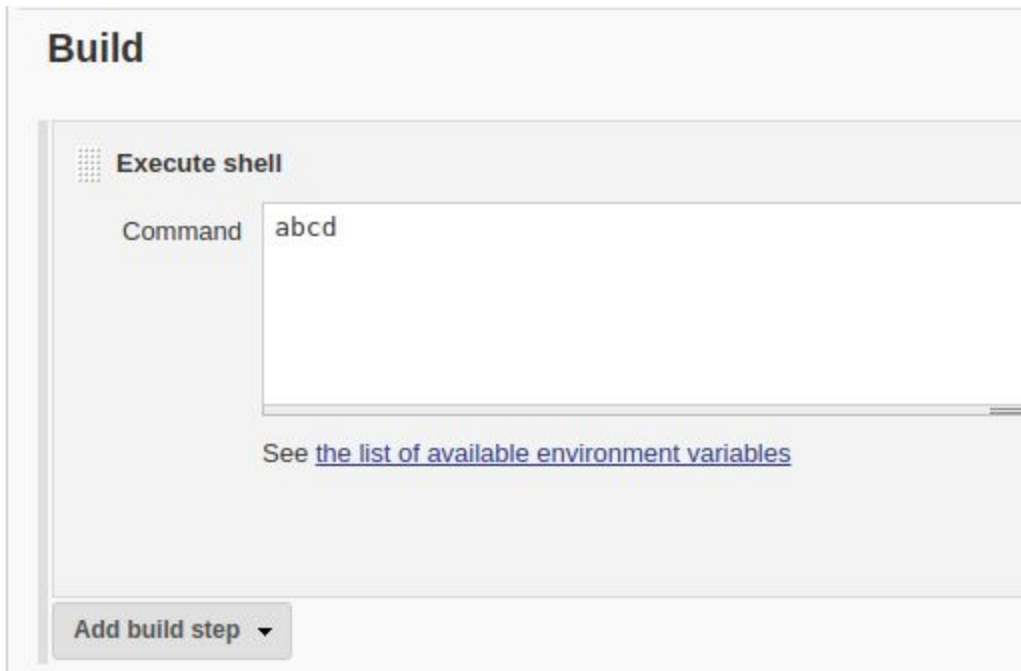 Build
Execute shell
Command abcd
See the list of available environment variables
Add build step